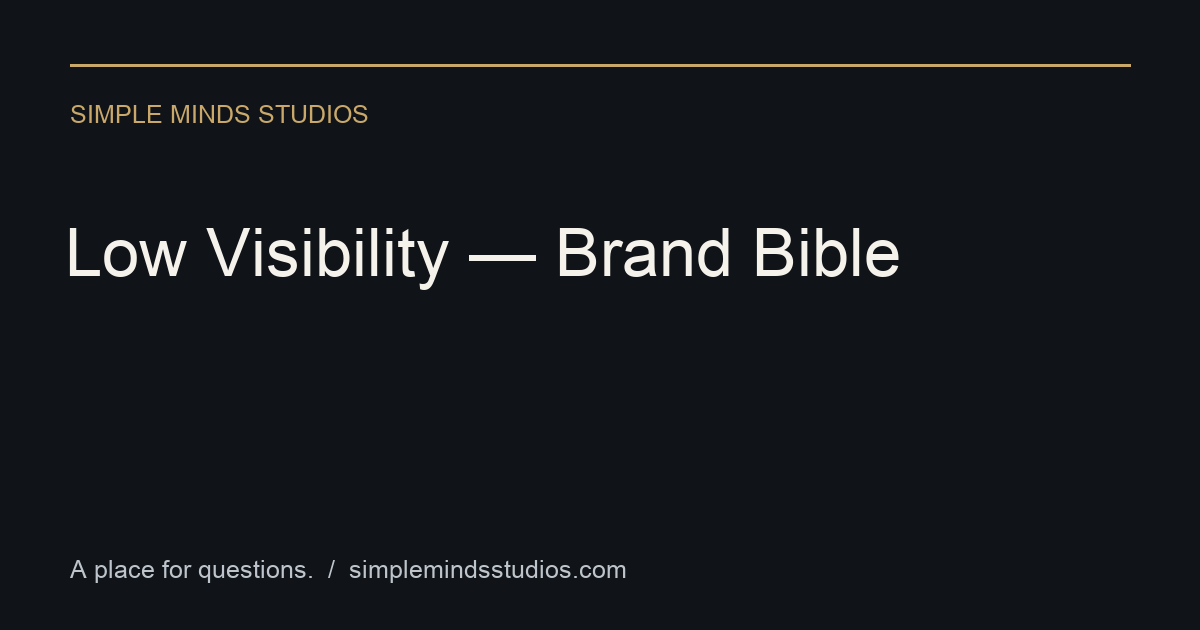 SIMPLE MINDS STUDIOS
Low Visibility — Brand Bible
A place for questions. / simplemindsstudios.com